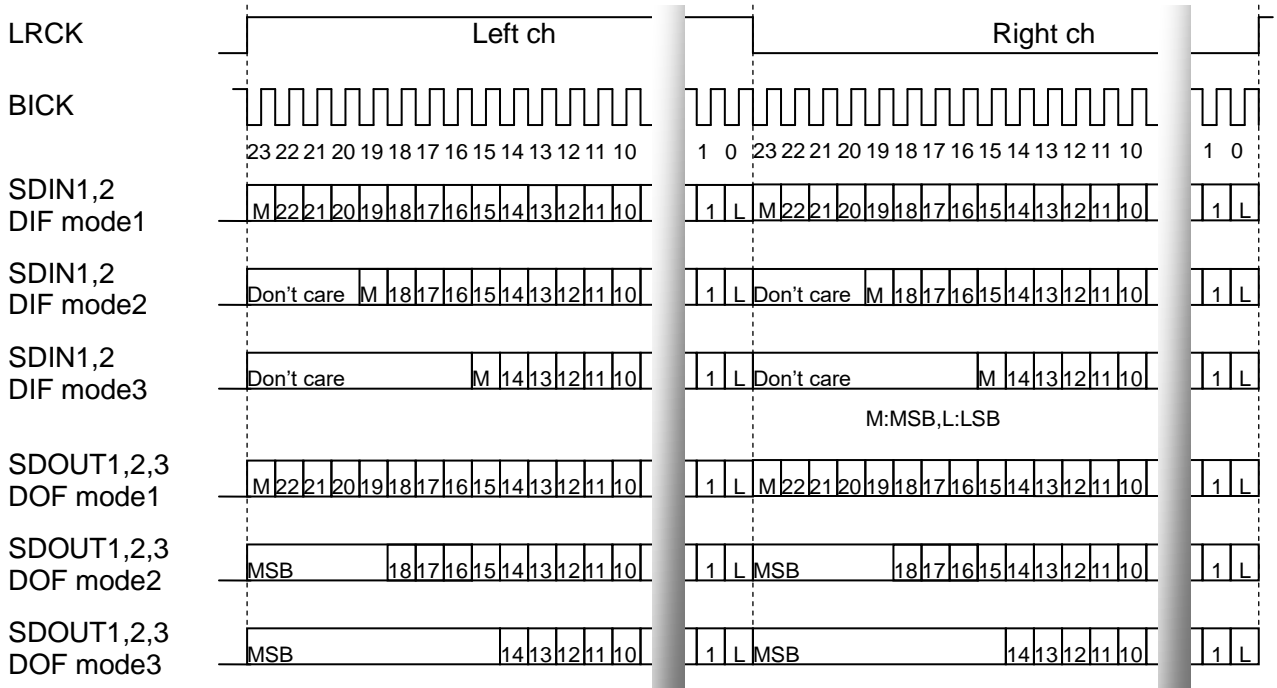 LRCK Left ch Right ch
BICK
23 22 21 20 19 18 17 16 15 14 13 12 11 10 1 0 23 22 21 20 19 18 17 16 15 14 13 12 11 10 1 0
SDIN1,2
DIF mode1
M 22 21 20 19 18 17 16 15 14 13 12 11 10 1 L M 22 21 20 19 18 17 16 15 14 13 12 11 10 1 L
SDIN1,2
DIF mode2
Don't care M 18 17 16 15 14 13 12 11 10 1 L Don't care M 18 17 16 15 14 13 12 11 10 1 L
SDIN1,2
DIF mode3
Don't care M 14 13 12 11 10 1 L Don't care M 14 13 12 11 10 1 L
M:MSB,L:LSB
SDOUT1,2,3
DOF mode1
M 22 21 20 19 18 17 16 15 14 13 12 11 10 1 L M 22 21 20 19 18 17 16 15 14 13 12 11 10 1 L
SDOUT1,2,3
DOF mode2
MSB 18 17 16 15 14 13 12 11 10 1 L MSB 18 17 16 15 14 13 12 11 10 1 L
SDOUT1,2,3
DOF mode3
MSB 14 13 12 11 10 1 L MSB 14 13 12 11 10 1 L